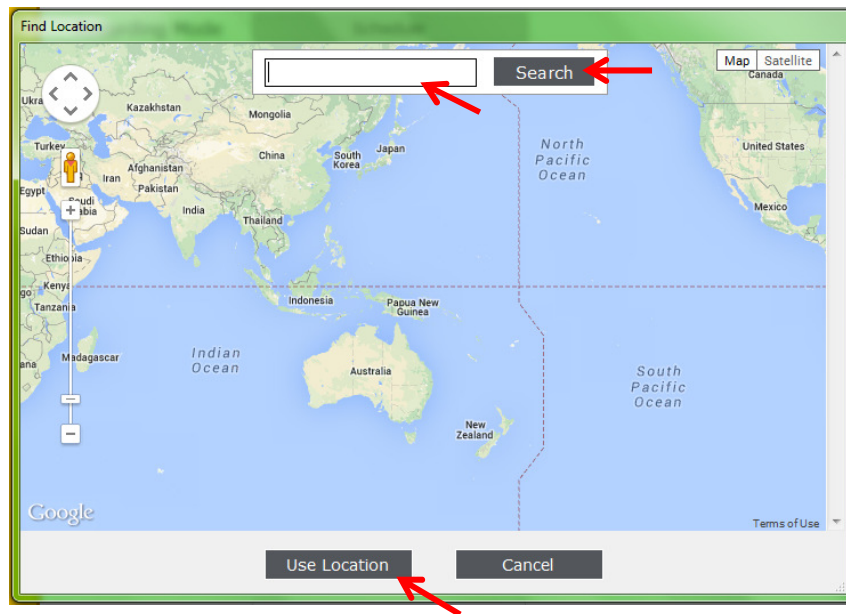 Find Location
Search
Map
Satellite
Canada
Ukra
Kazakhstan
Mongolia
Turkey
Afghanistan
Iran
Pakistan
China
South
Korea
Japan
North
Pacific
Ocean
United States
Egypt
Saudi
Arabia
India
Thailand
Mexico
Sudan
Ethiopia
go
Kenya
Tanzania
Indonesia
Papua New
Guinea
ana
Madagascar
Indian
Ocean
Australia
South
Pacific
Ocean
New
Zealand
Google
Terms of Use
Use Location
Cancel